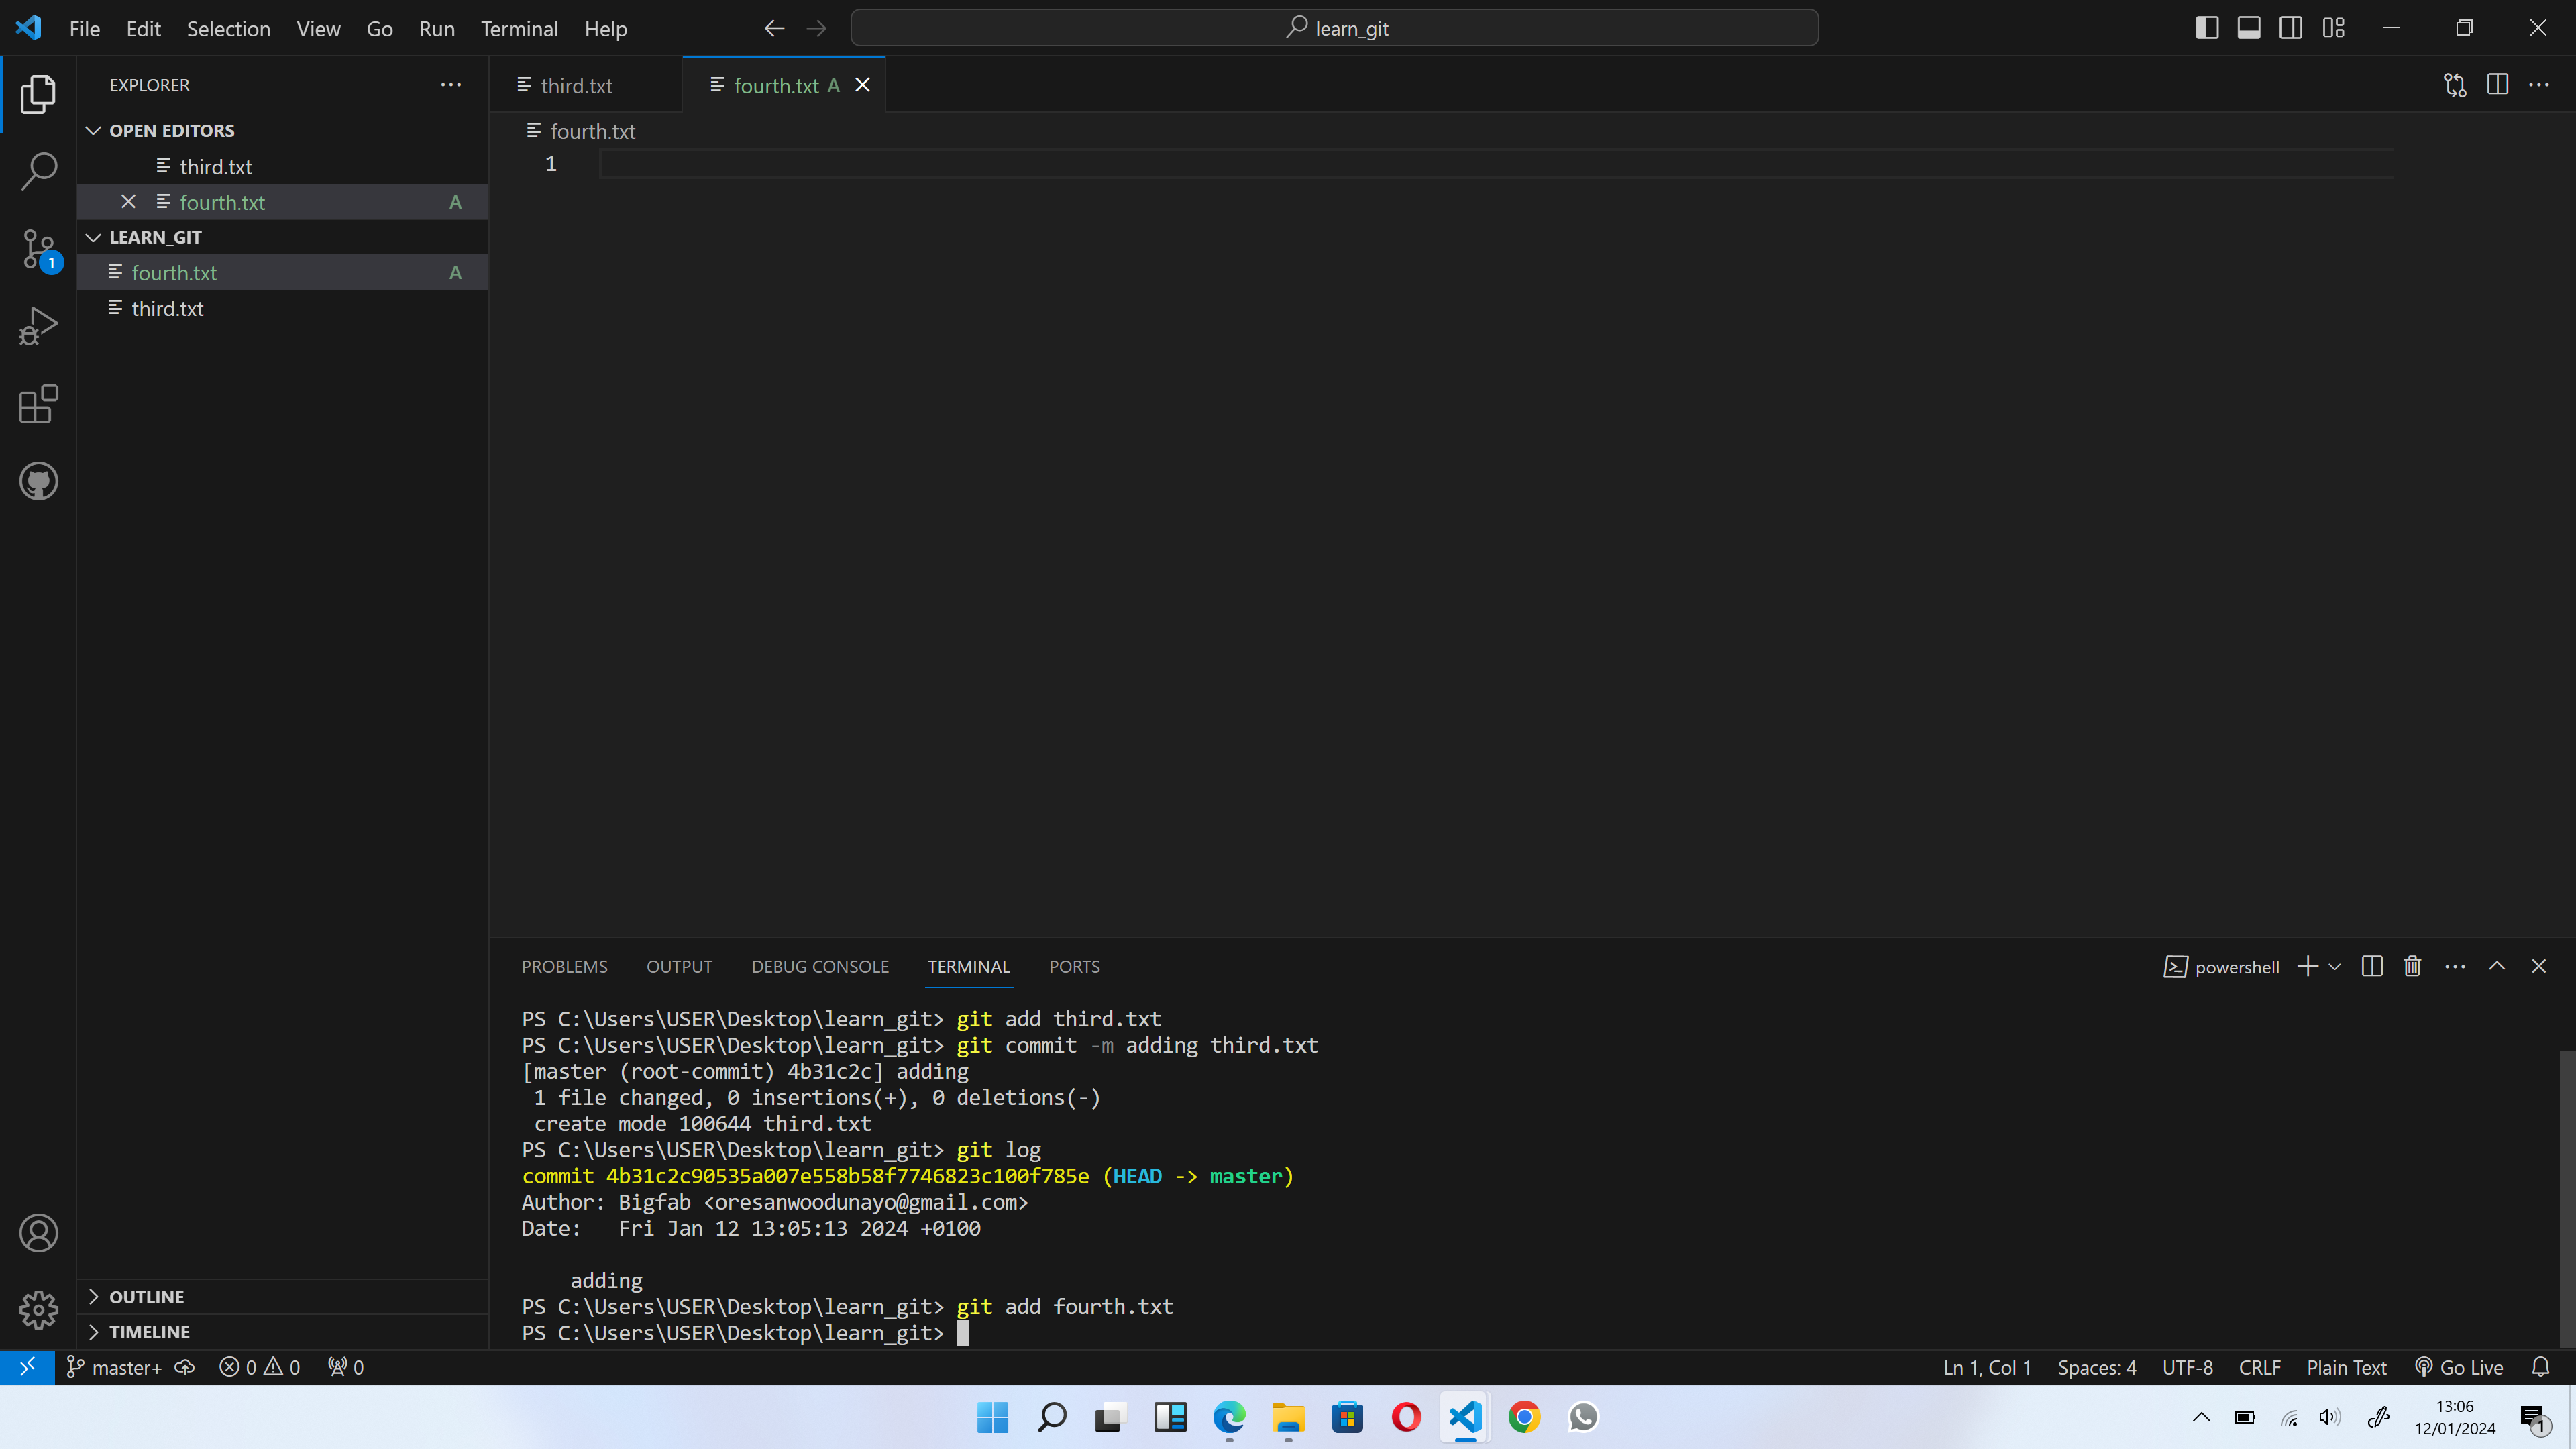 File Edit Selection View Go Run Terminal Help
learn_git
EXPLORER
OPEN EDITORS
third.txt
fourth.txt A
LEARN_GIT
fourth.txt A
third.txt
OUTLINE
TIMELINE
1
third.txt fourth.txt A
fourth.txt
1
PROBLEMS OUTPUT DEBUG CONSOLE TERMINAL PORTS
powershell
PS C:\Users\USER\Desktop\learn_git> git add third.txt
PS C:\Users\USER\Desktop\learn_git> git commit -m adding third.txt
[master (root-commit) 4b31c2c] adding
1 file changed, 0 insertions(+), 0 deletions(-)
create mode 100644 third.txt
PS C:\Users\USER\Desktop\learn_git> git log
commit 4b31c2c90535a007e558b58f7746823c100f785e (HEAD -> master)
Author: Bigfab <oresanwoodunayo@gmail.com>
Date:   Fri Jan 12 13:05:13 2024 +0100
adding
PS C:\Users\USER\Desktop\learn_git> git add fourth.txt
PS C:\Users\USER\Desktop\learn_git>
master+ 0 0 0 Ln 1, Col 1 Spaces: 4 UTF-8 CRLF Plain Text Go Live
13:06
12/01/2024
1